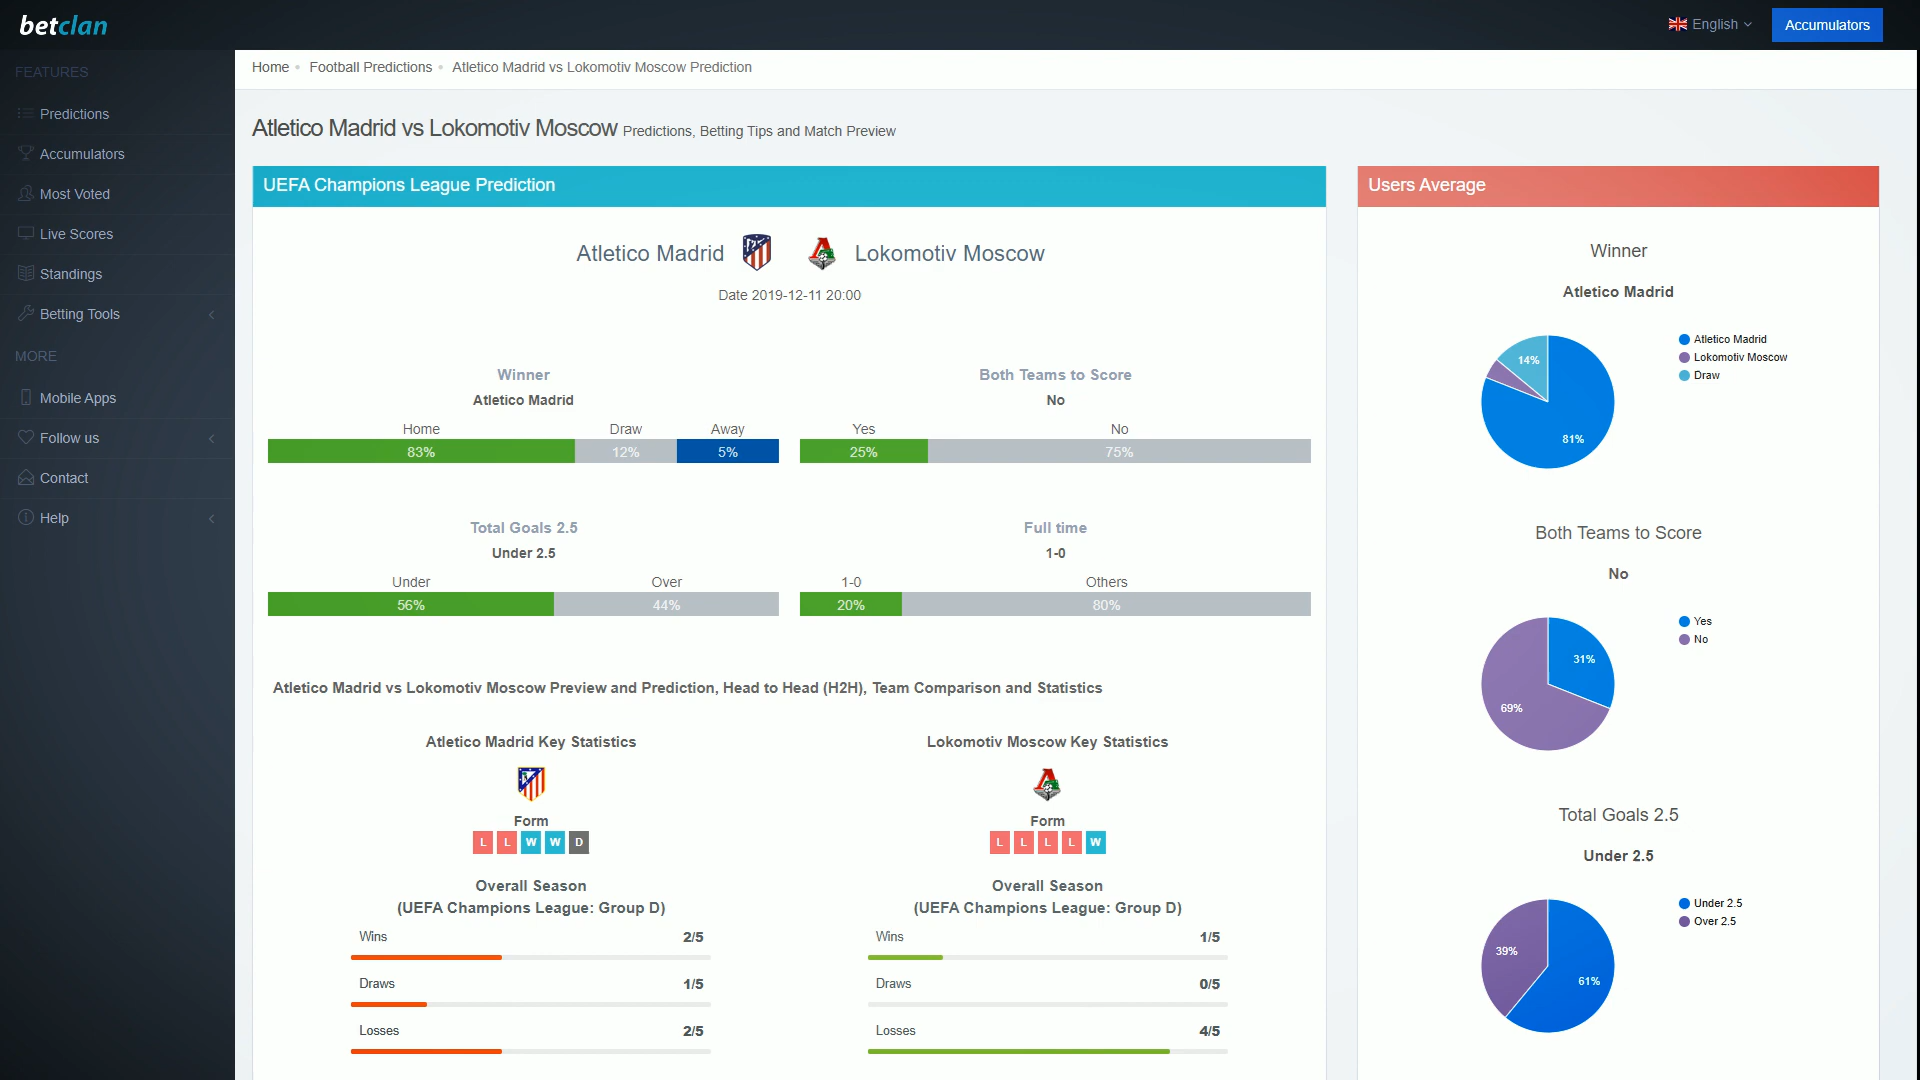 betclan
English
Accumulators
FEATURES
Predictions
Accumulators
Most Voted
Live Scores
Standings
Betting Tools
MORE
Mobile Apps
Follow us
Contact
Help
Home • Football Predictions • Atletico Madrid vs Lokomotiv Moscow Prediction
Atletico Madrid vs Lokomotiv Moscow Predictions, Betting Tips and Match Preview
UEFA Champions League Prediction
Atletico Madrid Lokomotiv Moscow
Date 2019-12-11 20:00
Winner
Atletico Madrid
Home Draw Away
83% 12% 5%
Both Teams to Score
No
Yes No
25% 75%
Total Goals 2.5
Under 2.5
Under Over
56% 44%
Full time
1-0
1-0 Others
20% 80%
Atletico Madrid vs Lokomotiv Moscow Preview and Prediction, Head to Head (H2H), Team Comparison and Statistics
Atletico Madrid Key Statistics
Form
L L W W D
Overall Season
(UEFA Champions League: Group D)
Wins 2/5
Draws 1/5
Losses 2/5
Lokomotiv Moscow Key Statistics
Form
L L L L W
Overall Season
(UEFA Champions League: Group D)
Wins 1/5
Draws 0/5
Losses 4/5
Users Average
Winner
Atletico Madrid
14%
81%
Atletico Madrid
Lokomotiv Moscow
Draw
Both Teams to Score
No
31%
69%
Yes
No
Total Goals 2.5
Under 2.5
39%
61%
Under 2.5
Over 2.5